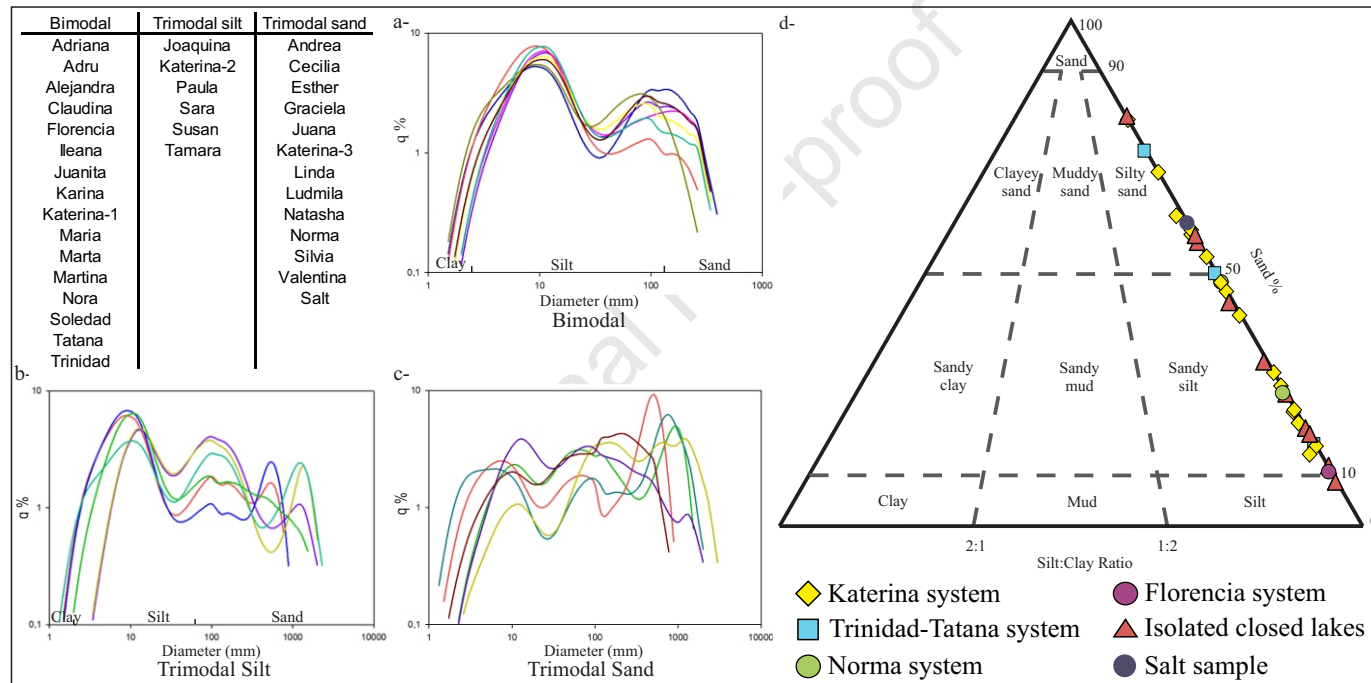 Bimodal Trimodal silt Trimodal sand
Adriana Joaquina Andrea
Adru Katerina-2 Cecilia
Alejandra Paula Esther
Claudina Sara Graciela
Florencia Susan Juana
Ileana Tamara Katerina-3
Juanita Linda
Karina Ludmila
Katerina-1 Natasha
Maria Norma
Marta Silvia
Martina Valentina
Nora Salt
Soledad
Tatana
Trinidad
a-
10
1
0,1
q %
Clay Silt Sand
1 10 100 1000
Diameter (mm)
Bimodal
b-
10
1
0,1
q %
Clay Silt Sand
1 10 100 1000 10000
Diameter (mm)
Trimodal Silt
c-
10
1
0,1
q %
1 10 100 1000 10000
Diameter (mm)
Trimodal Sand
d-
100
90
Sand
Clayey sand
Muddy sand
Silty sand
50
Sand %
Sandy clay
Sandy mud
Sandy silt
10
Clay Mud Silt
2:1 1:2
Silt:Clay Ratio
Katerina system
Trinidad-Tatana system
Norma system
Florencia system
Isolated closed lakes
Salt sample
-proof